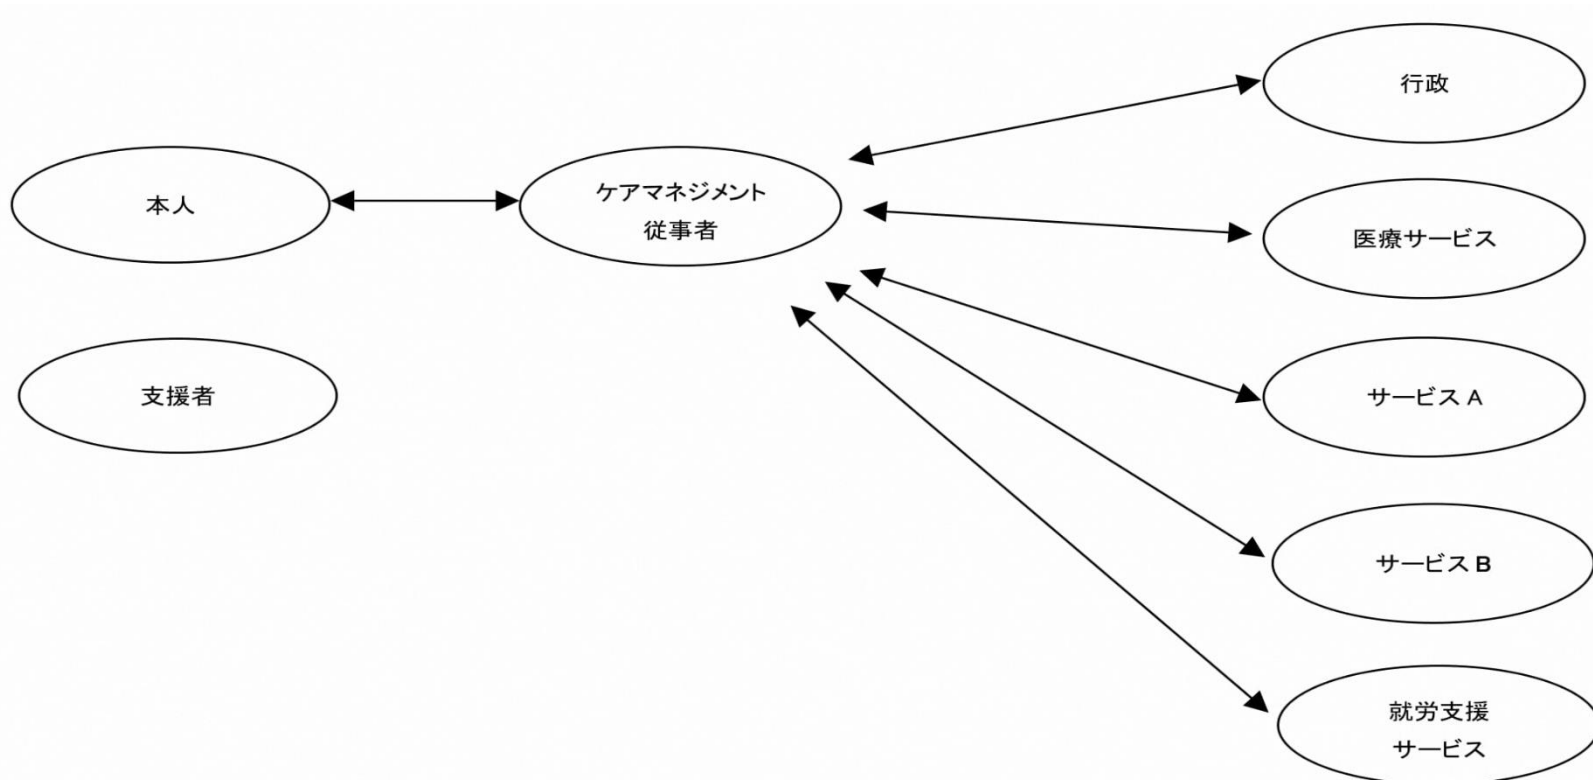 行政
本人
ケアマネジメント
従事者
医療サービス
支援者
サービス A
サービス B
就労支援
サービス